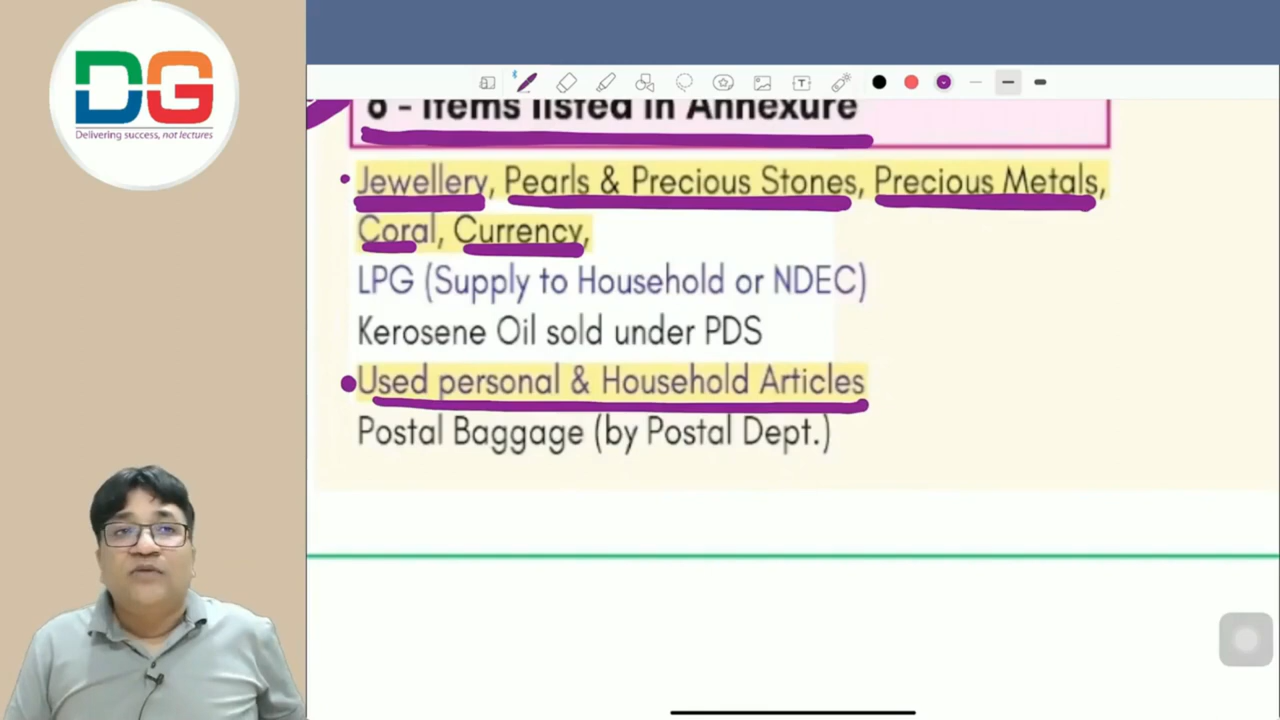 DG
Delivering success, not lectures
8 - Items listed in Annexure
Jewellery, Pearls & Precious Stones, Precious Metals,
Coral, Currency,
LPG (Supply to Household or NDEC)
Kerosene Oil sold under PDS
Used personal & Household Articles
Postal Baggage (by Postal Dept.)